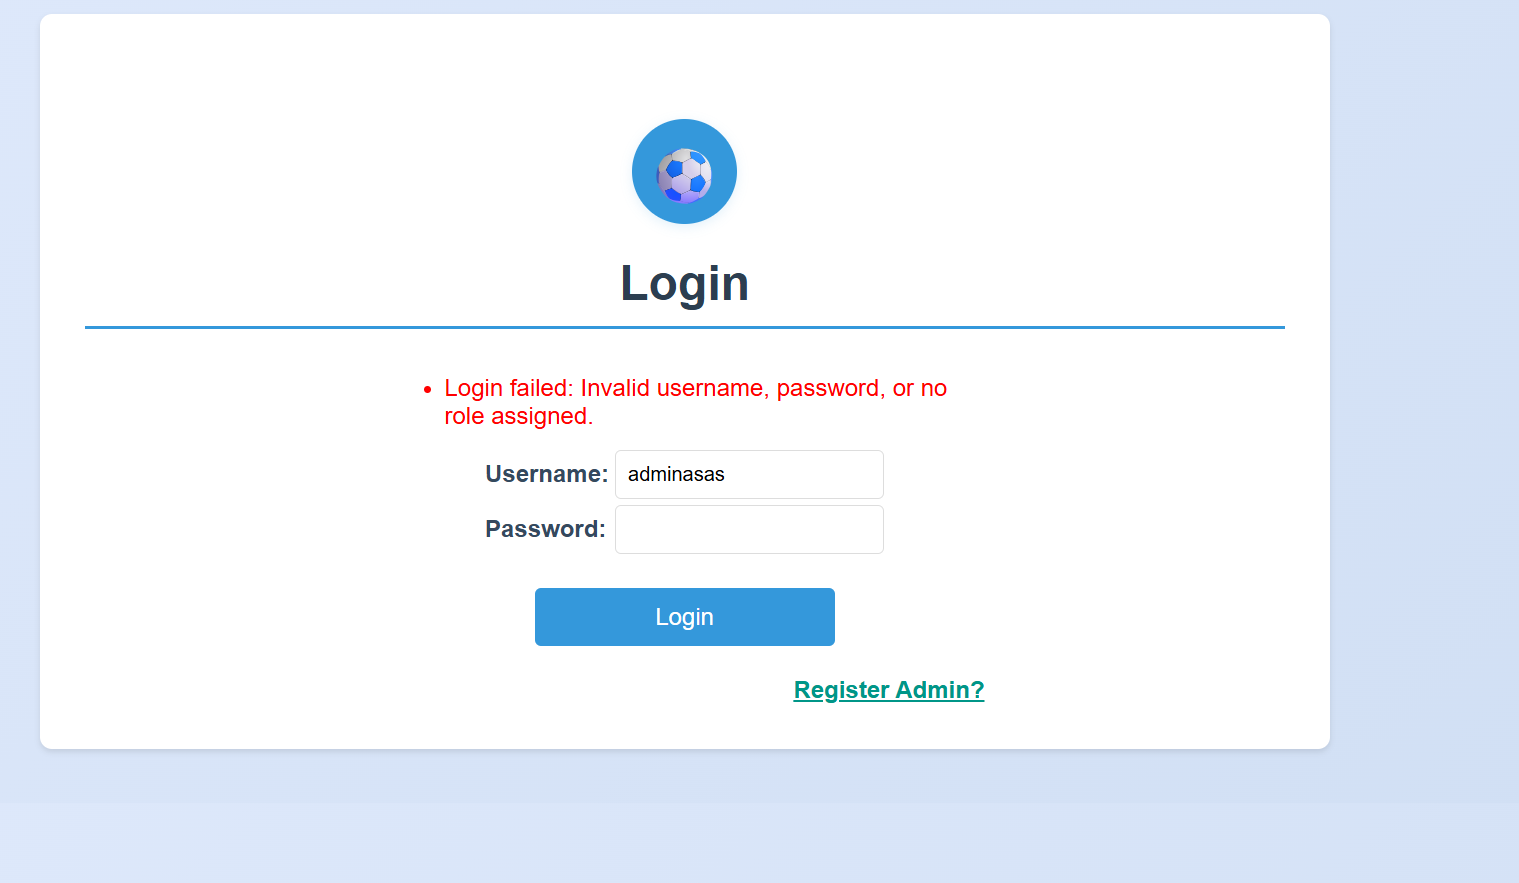 Login
Login failed: Invalid username, password, or no
role assigned.
Username: adminasas
Password:
Login
Register Admin?